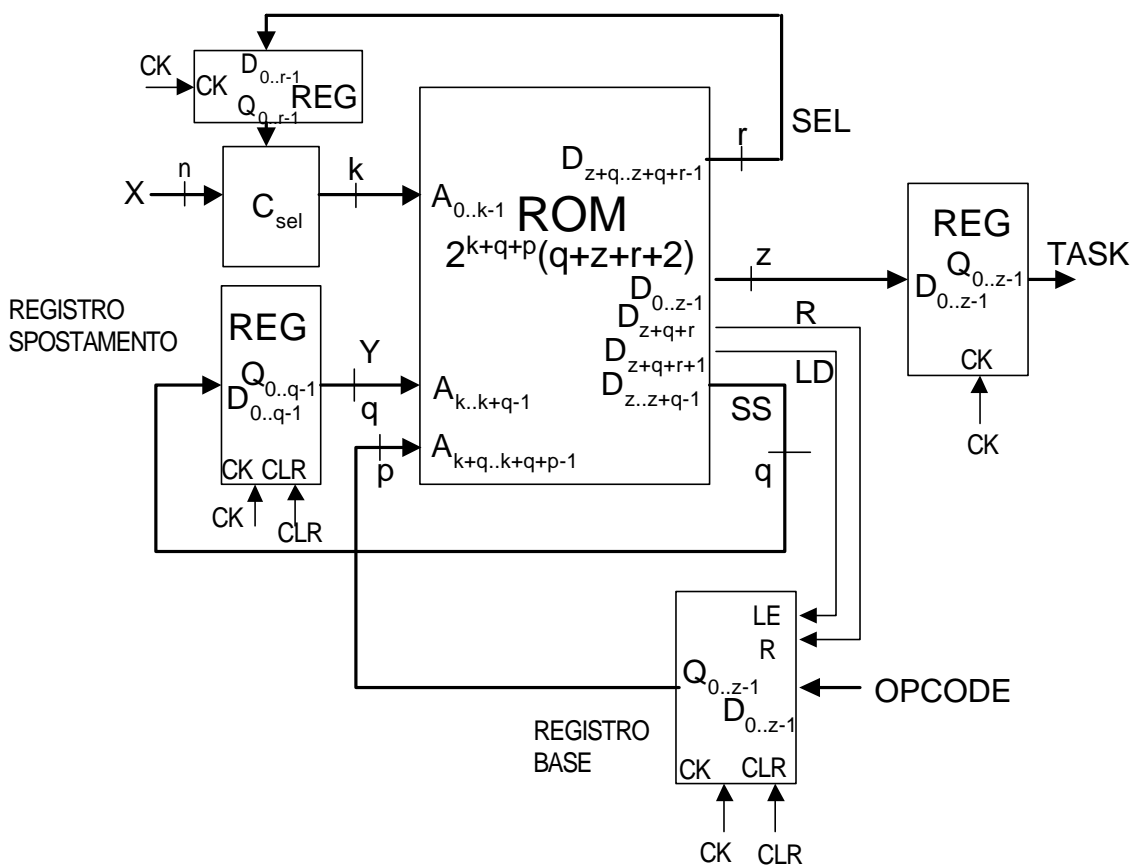 CK
CK
D0..r-1
Q0..r-1
REG
X
n
Csel
k
A0..k-1
Dz+q..z+q+r-1
ROM
2^k+q+p(q+z+r+2)
r
SEL
z
D0..z-1
Dz+q+r
Dz+q+r+1
Dz..z+q-1
R
LD
SS
q
REG
Q0..z-1
D0..z-1
CK
CK
TASK
REGISTRO
SPOSTAMENTO
REG
Q0..q-1
D0..q-1
CK CLR
CK
CLR
Y
q
Ak..k+q-1
p
Ak+q..k+q+p-1
LE
R
Q0..z-1
D0..z-1
CK CLR
CK
CLR
OPCODE
REGISTRO
BASE